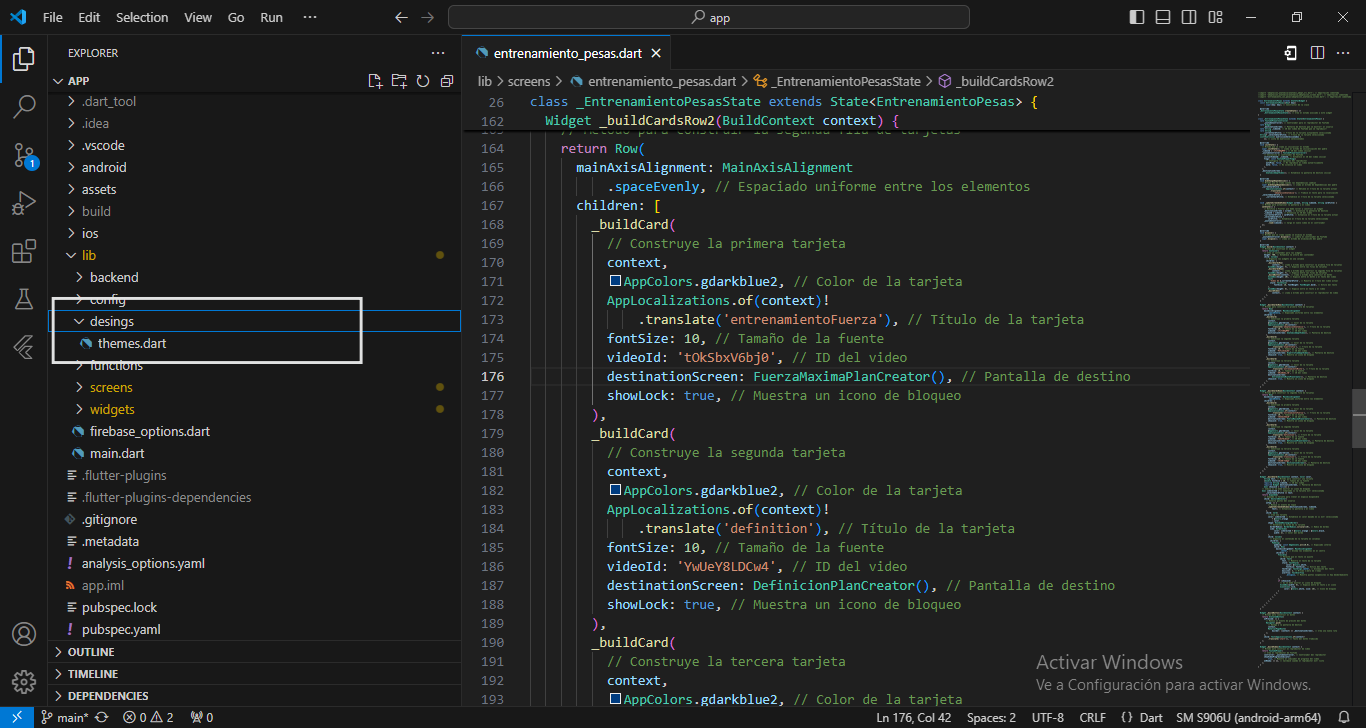 File Edit Selection View Go Run ···
app
EXPLORER ···
entrenamiento_pesas.dart
APP
.dart_tool
.idea
.vscode
android
assets
build
ios
lib
backend
config
desings
themes.dart
functions
screens
widgets
firebase_options.dart
main.dart
.flutter-plugins
.flutter-plugins-dependencies
.gitignore
.metadata
analysis_options.yaml
app.iml
pubspec.lock
pubspec.yaml
OUTLINE
TIMELINE
DEPENDENCIES
1
lib > screens > entrenamiento_pesas.dart > _EntrenamientoPesasState > _buildCardsRow2
26 class _EntrenamientoPesasState extends State<EntrenamientoPesas> {
162 Widget _buildCardsRow2(BuildContext context) {
163 // Método para construir la segunda fila de tarjetas
164 return Row(
165 mainAxisAlignment: MainAxisAlignment
166 .spaceEvenly, // Espaciado uniforme entre los elementos
167 children: [
168 _buildCard(
169 // Construye la primera tarjeta
170 context,
171 AppColors.gdarkblue2, // Color de la tarjeta
172 AppLocalizations.of(context)!
173 .translate('entrenamientoFuerza'), // Título de la tarjeta
174 fontSize: 10, // Tamaño de la fuente
175 videoId: 'tOkSbxV6bj0', // ID del video
176 destinationScreen: FuerzaMaximaPlanCreator(), // Pantalla de destino
177 showLock: true, // Muestra un icono de bloqueo
178 ),
179 _buildCard(
180 // Construye la segunda tarjeta
181 context,
182 AppColors.gdarkblue2, // Color de la tarjeta
183 AppLocalizations.of(context)!
184 .translate('definition'), // Título de la tarjeta
185 fontSize: 10, // Tamaño de la fuente
186 videoId: 'YwUeY8LDCw4', // ID del video
187 destinationScreen: DefinicionPlanCreator(), // Pantalla de destino
188 showLock: true, // Muestra un icono de bloqueo
189 ),
190 _buildCard(
191 // Construye la tercera tarjeta
192 context,
193 AppColors.gdarkblue2, // Color de la tarjeta
Activar Windows
Ve a Configuración para activar Windows.
main* 0 2 0 Ln 176, Col 42 Spaces: 2 UTF-8 CRLF {} Dart SM S906U (android-arm64)